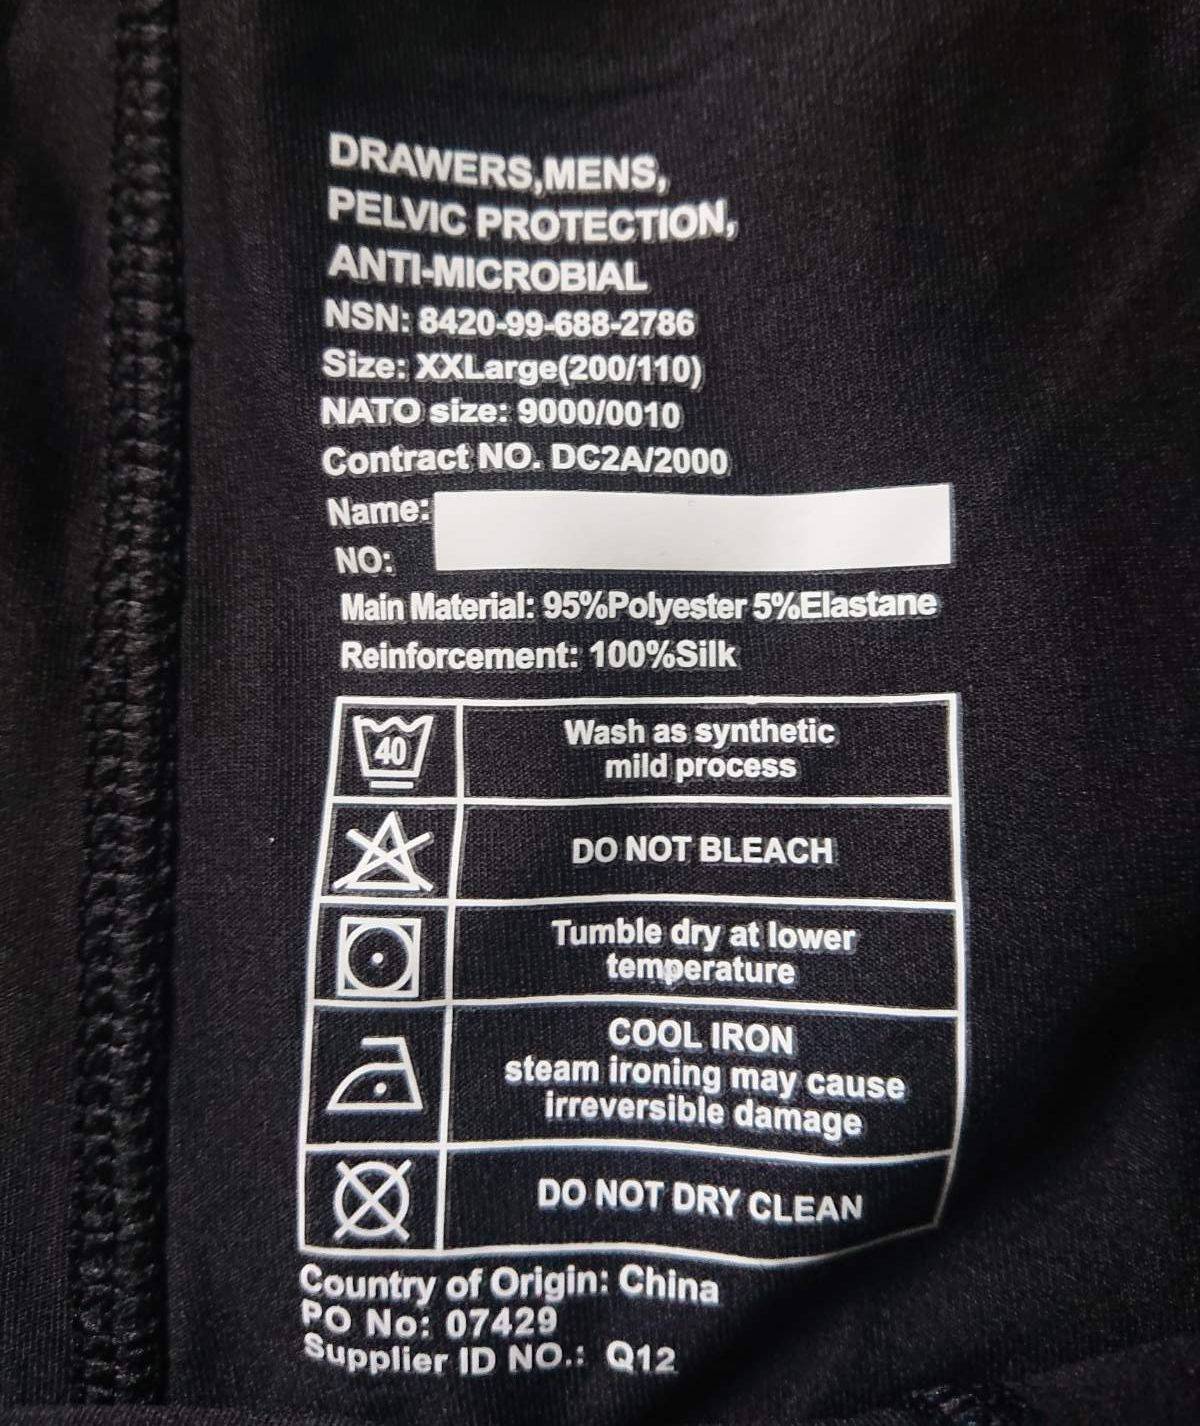 DRAWERS,MENS,
PELVIC PROTECTION,
ANTI-MICROBIAL
NSN: 8420-99-688-2786
Size: XXLarge(200/110)
NATO size: 9000/0010
Contract NO. DC2A/2000
Name:
NO:
Main Material: 95%Polyester 5%Elastane
Reinforcement: 100%Silk
40
Wash as synthetic
mild process
DO NOT BLEACH
Tumble dry at lower
temperature
COOL IRON
steam ironing may cause
irreversible damage
DO NOT DRY CLEAN
Country of Origin: China
PO No: 07429
Supplier ID NO.: Q12